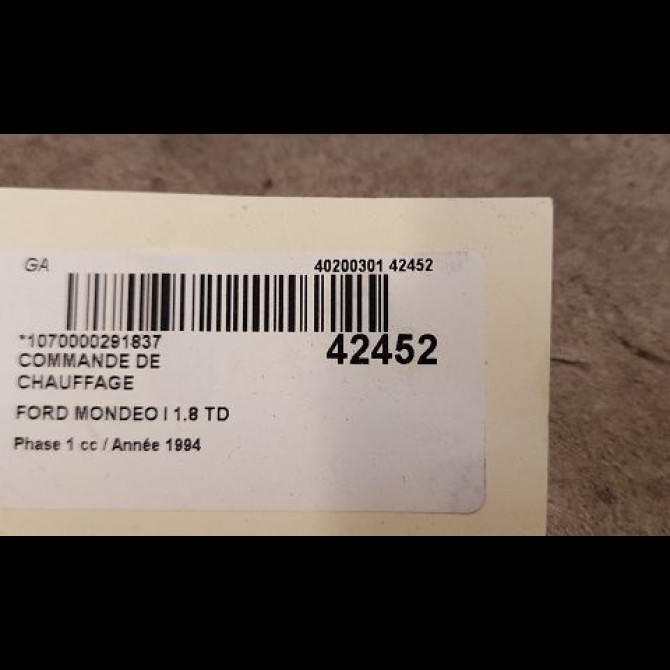 GA 40200301 42452
*1070000291837
42452
COMMANDE DE
CHAUFFAGE
FORD MONDEO I 1.8 TD
Phase 1 cc / Année 1994